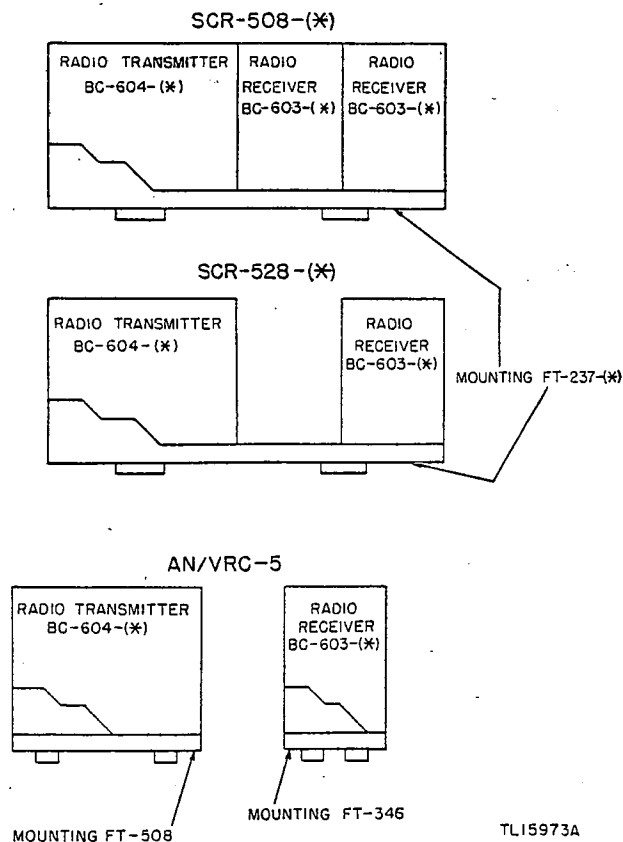 SCR-508-(*)
RADIO TRANSMITTER
BC-604-(*)
RADIO
RECEIVER
BC-603-(*)
RADIO
RECEIVER
BC-603-(*)
SCR-528-(*)
RADIO TRANSMITTER
BC-604-(*)
RADIO
RECEIVER
BC-603-(*)
MOUNTING FT-237-(*)
AN/VRC-5
RADIO TRANSMITTER
BC-604-(*)
RADIO
RECEIVER
BC-603-(*)
MOUNTING FT-508
MOUNTING FT-346
TL15973A